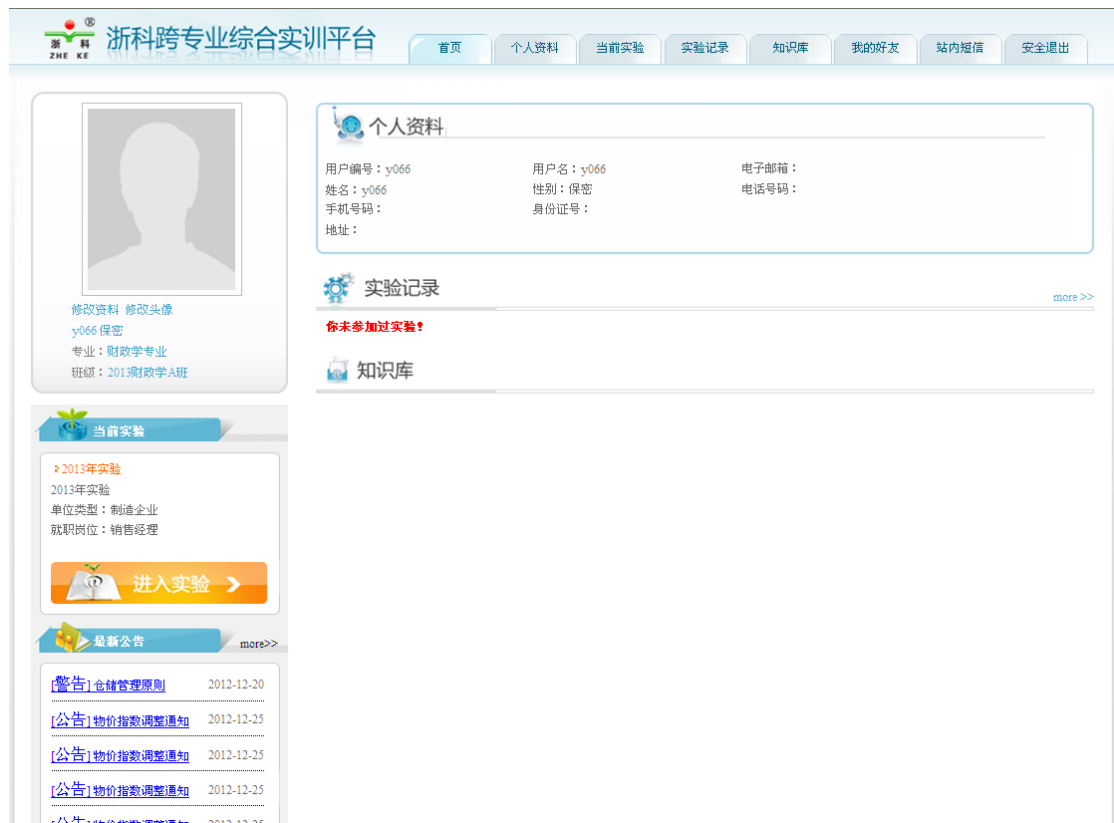 浙科 ®
ZHE KE
浙科跨专业综合实训平台
首页 个人资料 当前实验 实验记录 知识库 我的好友 站内短信 安全退出
修改资料 修改头像
y066 保密
专业：财政学专业
班级：2013财政学A班
当前实验
2013年实验
2013年实验
单位类型：制造企业
就职岗位：销售经理
进入实验
最新公告 more>>
[警告] 仓储管理原则 2012-12-20
[公告] 物价指数调整通知 2012-12-25
[公告] 物价指数调整通知 2012-12-25
[公告] 物价指数调整通知 2012-12-25
个人资料
用户编号：y066 用户名：y066 电子邮箱：
姓名：y066 性别：保密 电话号码：
手机号码： 身份证号：
地址：
实验记录
more >>
你未参加过实验！
知识库